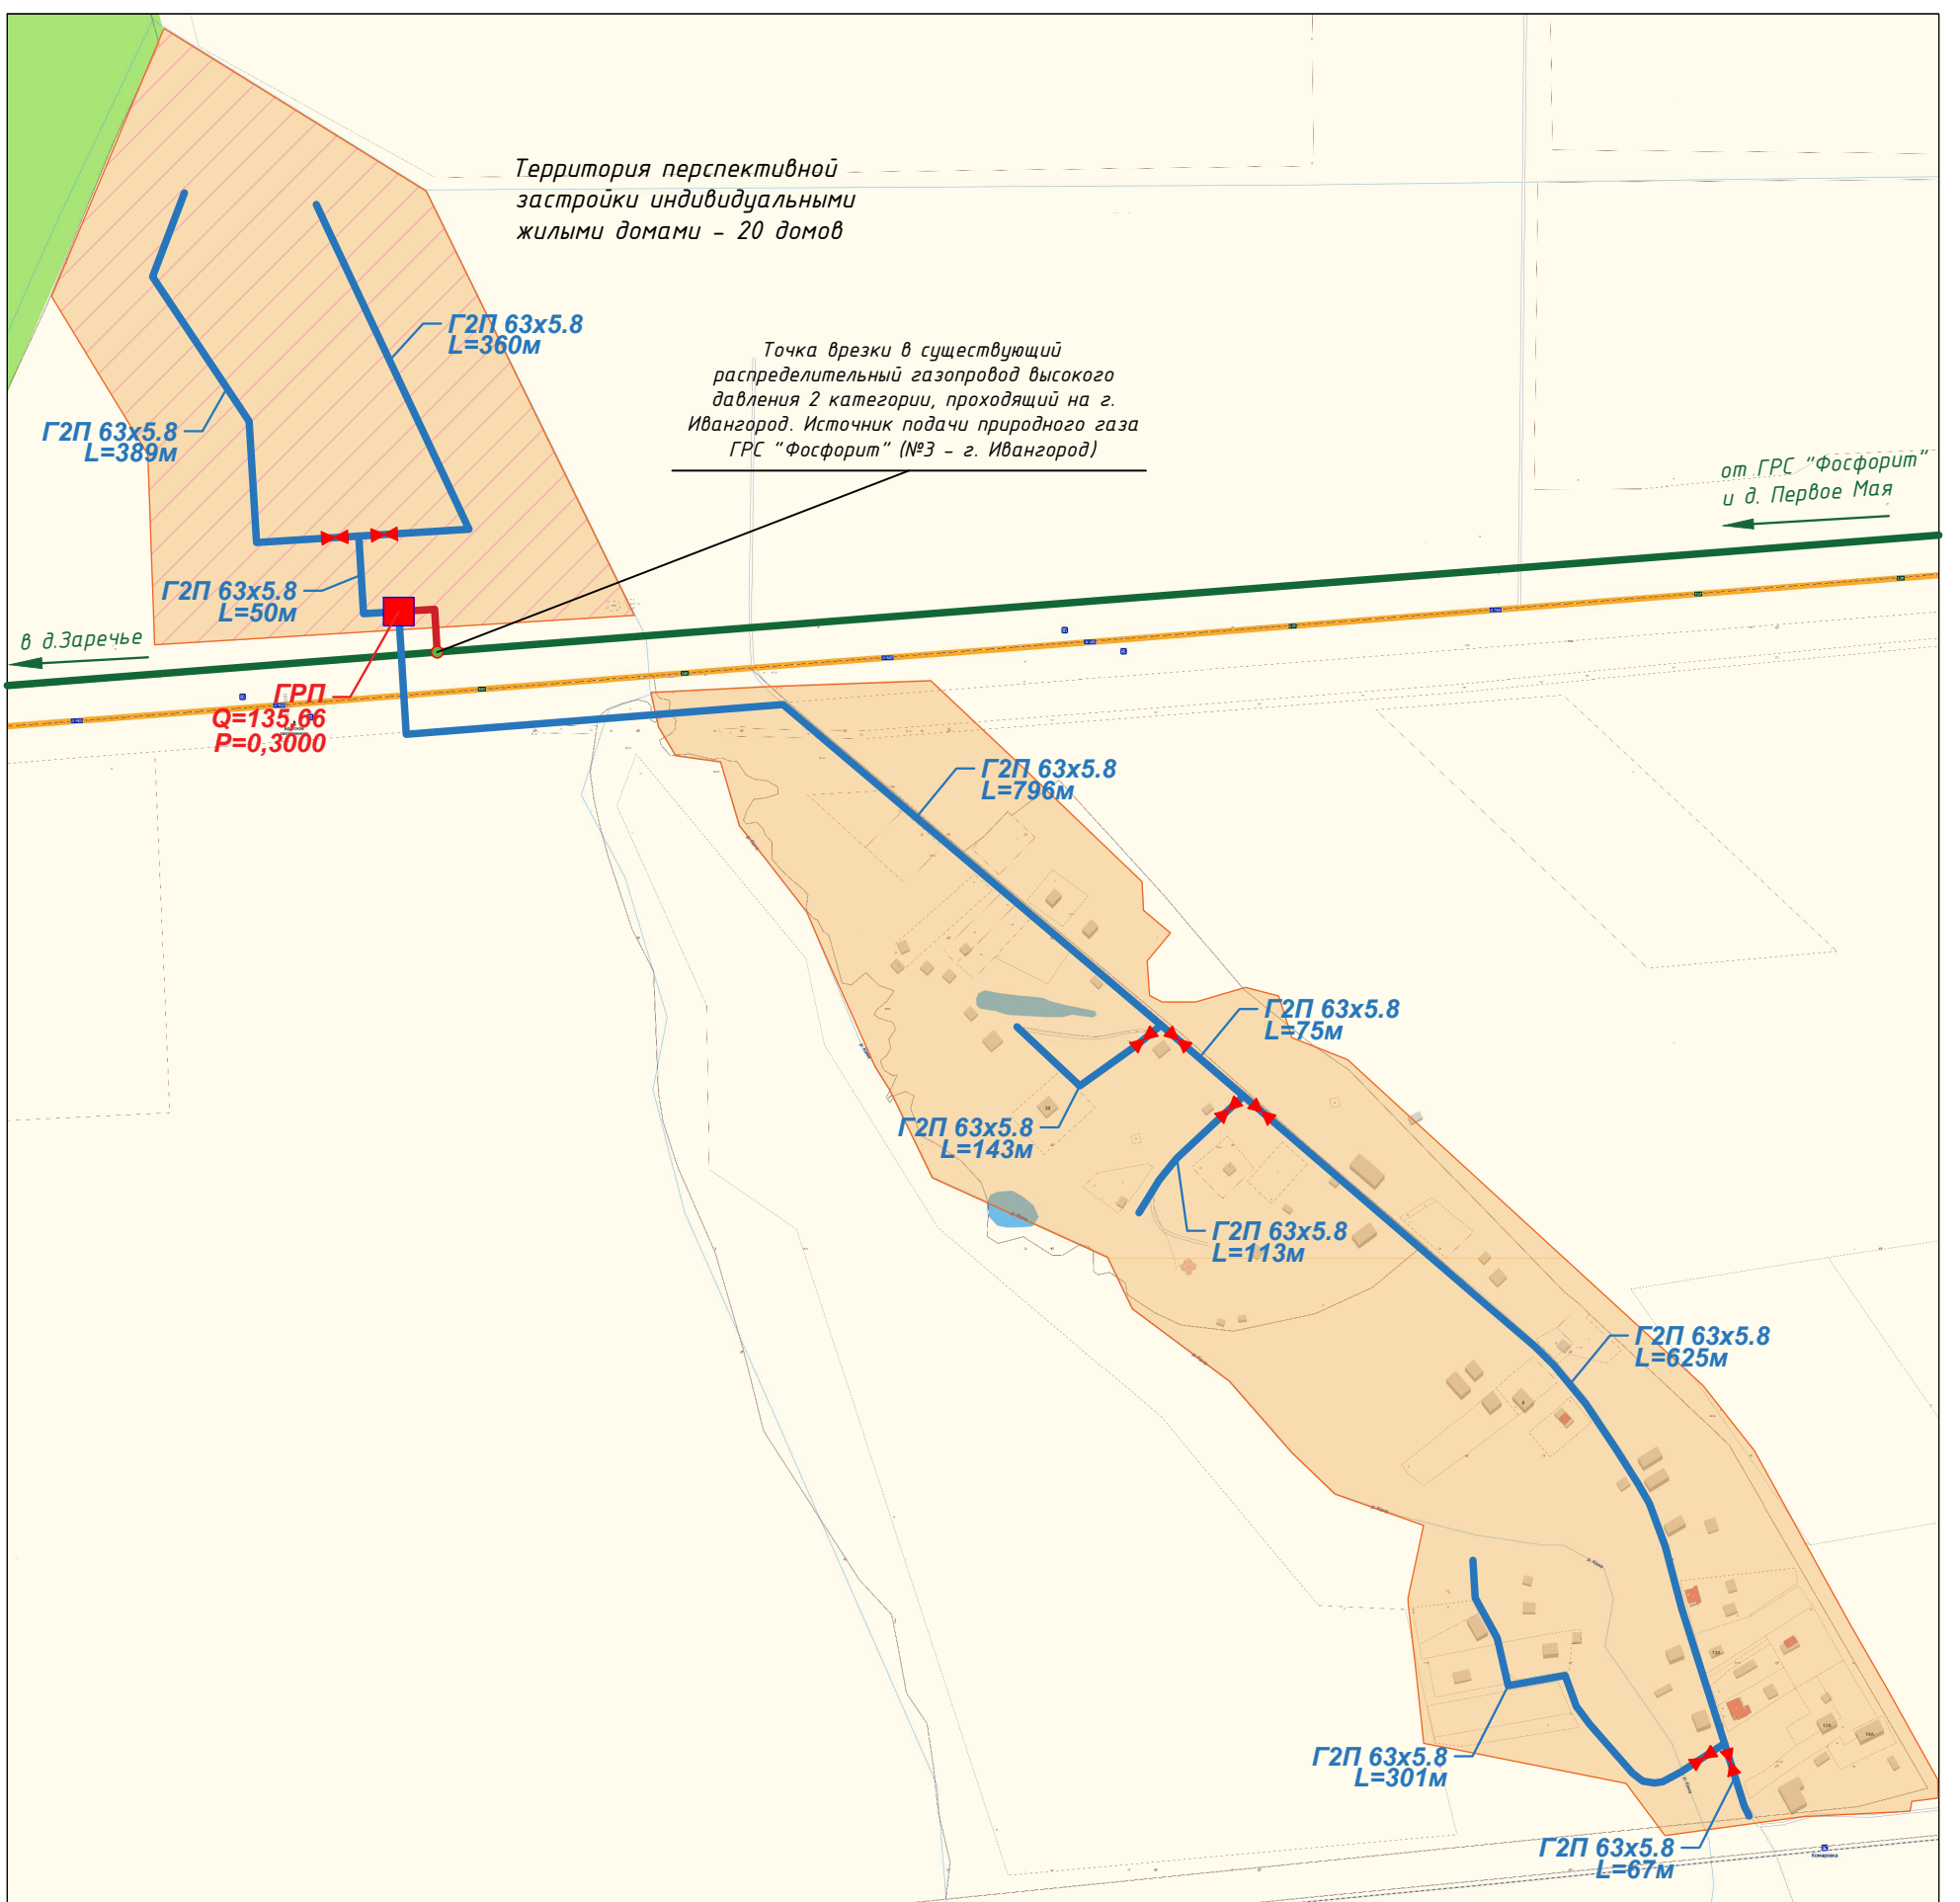 Территория перспективной
застройки индивидуальными
жилыми домами - 20 домов
Г2П 63х5.8
L=360м
Точка врезки в существующий
распределительный газопровод высокого
давления 2 категории, проходящий на г.
Ивангород. Источник подачи природного газа
ГРС "Фосфорит" (№3 - г. Ивангород)
Г2П 63х5.8
L=389м
от ГРС "Фосфорит"
и д. Первое Мая
Г2П 63х5.8
L=50м
в д.Заречье
ГРП
Q=135,66
P=0,3000
Г2П 63х5.8
L=796м
Г2П 63х5.8
L=75м
Г2П 63х5.8
L=143м
Г2П 63х5.8
L=113м
Г2П 63х5.8
L=625м
Г2П 63х5.8
L=301м
Г2П 63х5.8
L=67м
Комаровка